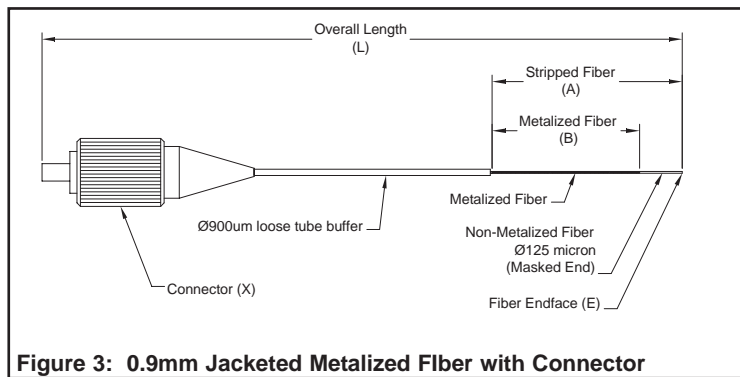 Overall Length
(L)
Stripped Fiber
(A)
Metalized Fiber
(B)
Metalized Fiber
Ø900um loose tube buffer
Non-Metalized Fiber
Ø125 micron
(Masked End)
Connector (X)
Fiber Endface (E)
Figure 3: 0.9mm Jacketed Metalized FIber with Connector